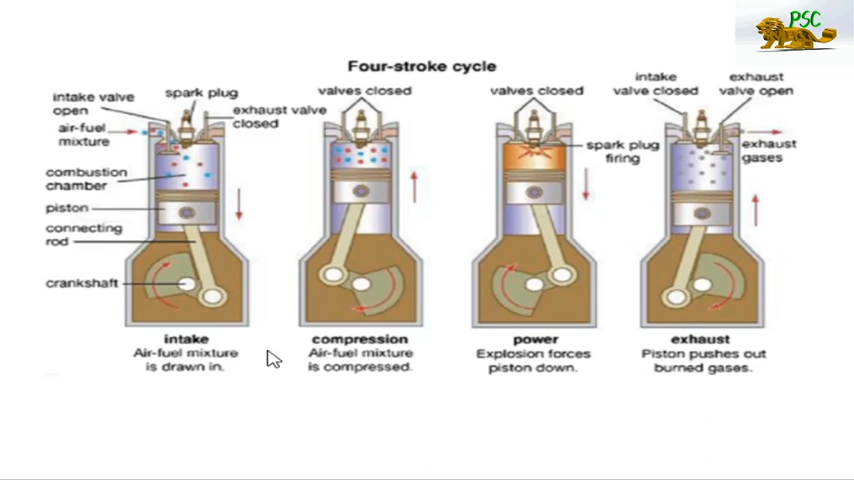 PSC
Four-stroke cycle
intake valve
open
spark plug
exhaust valve
closed
air-fuel
mixture
combustion
chamber
piston
connecting
rod
crankshaft
intake
Air-fuel mixture
is drawn in.
valves closed
compression
Air-fuel mixture
is compressed.
valves closed
spark plug
firing
power
Explosion forces
piston down.
intake
valve closed
exhaust
valve open
exhaust
gases
exhaust
Piston pushes out
burned gases.